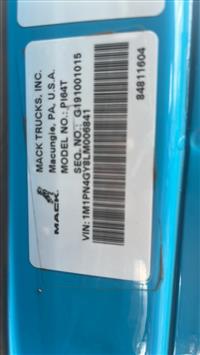 MACK TRUCKS, INC.
Macungie, PA, U.S.A.
MODEL NO.: PI64T
SEQ. NO.: G191001015
84811604
MACK
VIN: 1M1PN4GY8LM006841